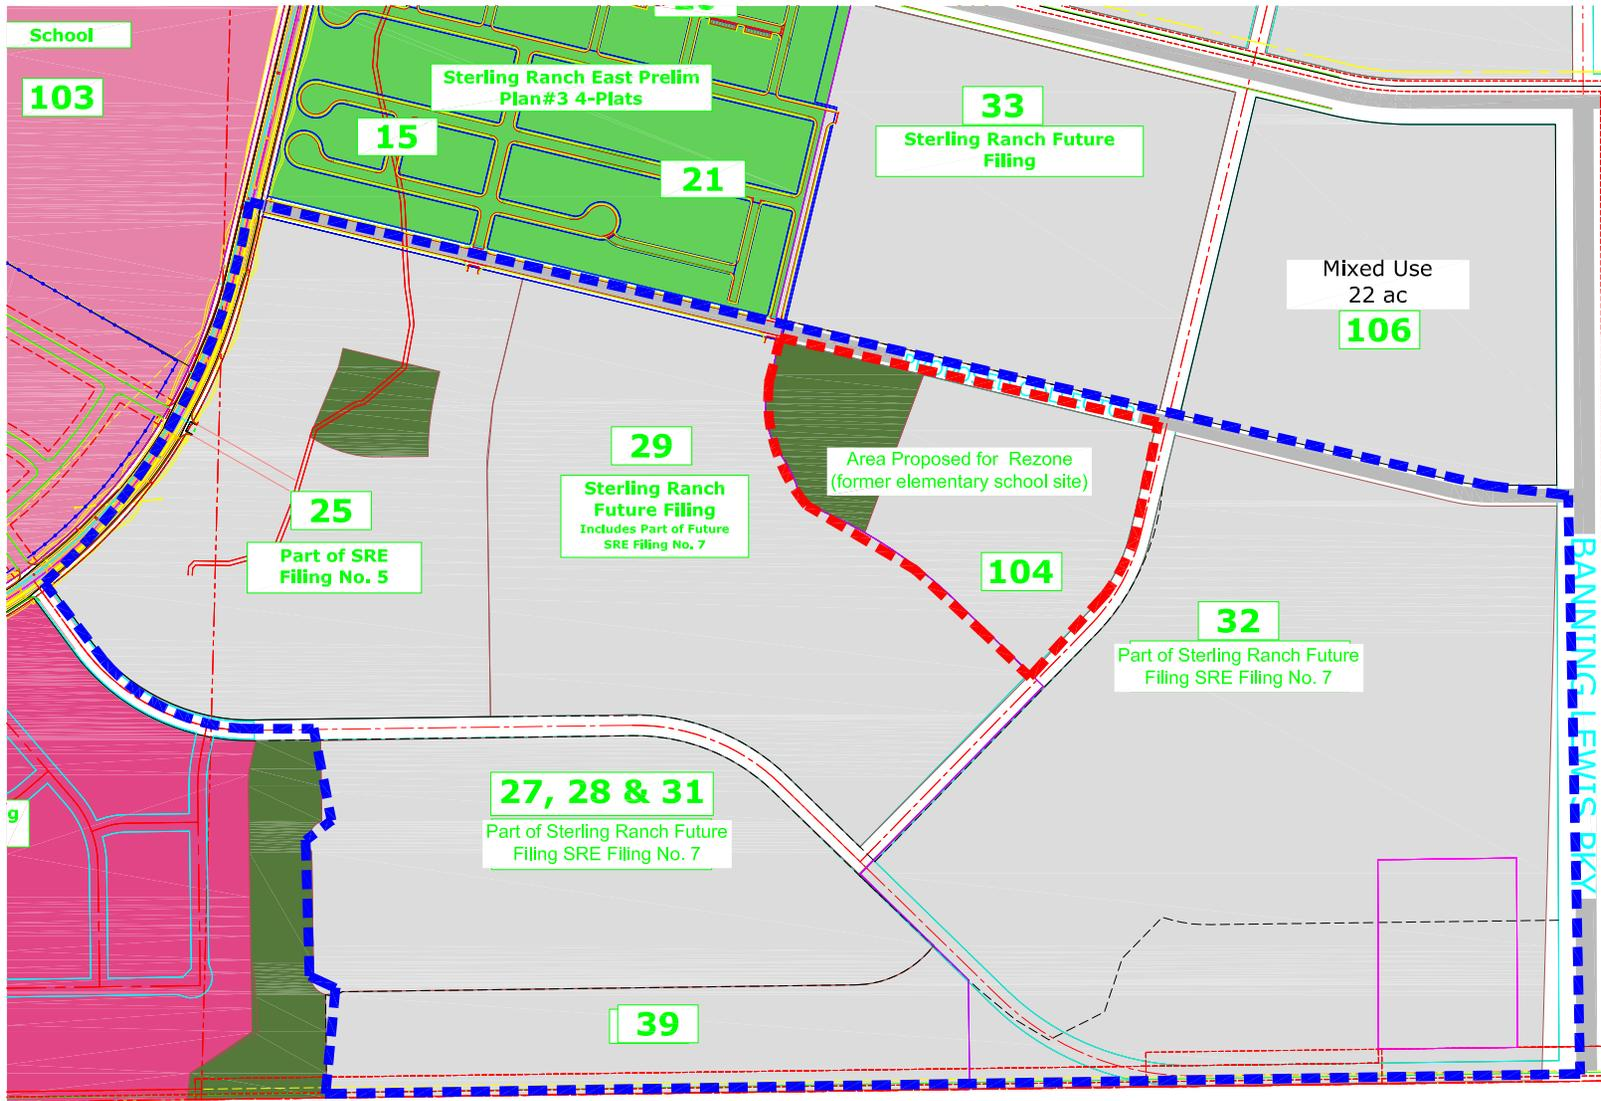 School
103
Sterling Ranch East Prelim
Plan#3 4-Plats
15
21
33
Sterling Ranch Future
Filing
Mixed Use
22 ac
106
29
Sterling Ranch
Future Filing
Includes Part of Future
SRE Filing No. 7
Area Proposed for Rezone
(former elementary school site)
104
25
Part of SRE
Filing No. 5
32
Part of Sterling Ranch Future
Filing SRE Filing No. 7
BANNING LEWIS PKY
27, 28 & 31
Part of Sterling Ranch Future
Filing SRE Filing No. 7
g
39